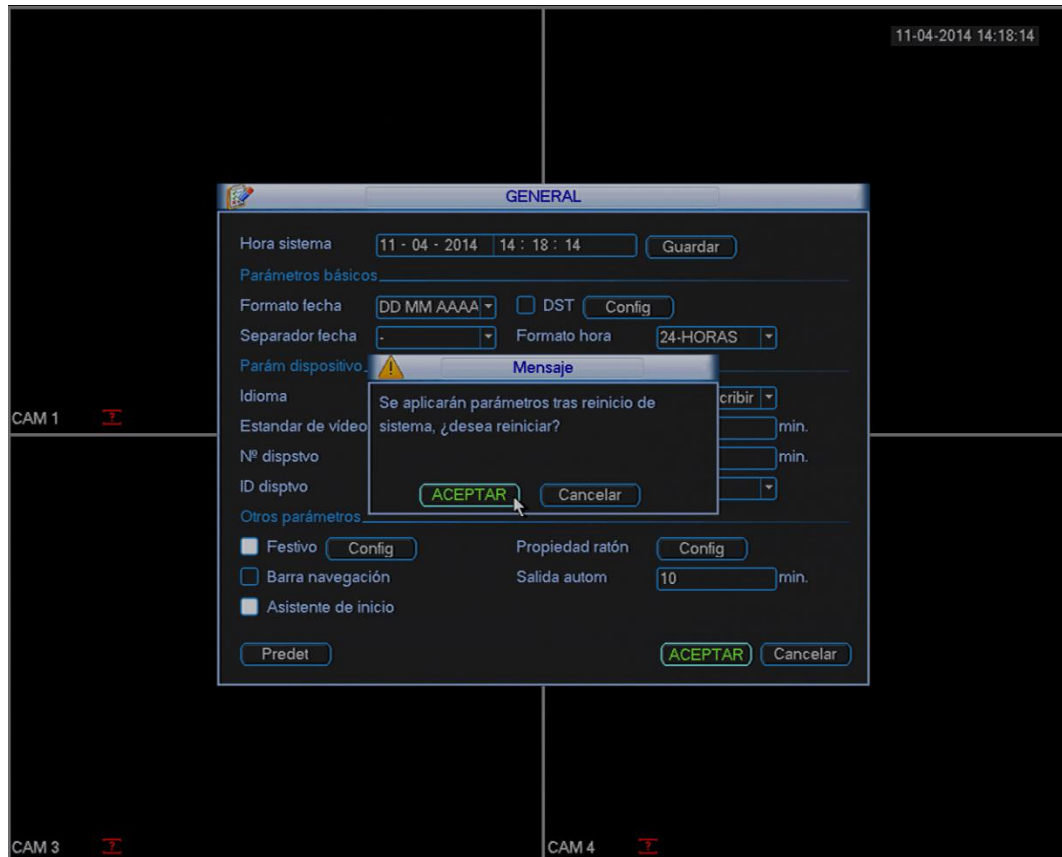 11-04-2014 14:18:14
GENERAL
Hora sistema 11 - 04 - 2014 14 : 18 : 14 Guardar
Parámetros básicos
Formato fecha DD MM AAAA DST Config
Separador fecha - Formato hora 24-HORAS
Parám dispositivo
Mensaje
Idioma cribir
Se aplicarán parámetros tras reinicio de
sistema, ¿desea reiniciar?
Estandar de vídeo min.
Nº dispstvo min.
ID disptvo
ACEPTAR Cancelar
Otros parámetros
Festivo Config Propiedad ratón Config
Barra navegación Salida autom 10 min.
Asistente de inicio
Predet ACEPTAR Cancelar
CAM 1 ?
CAM 3 ?
CAM 4 ?